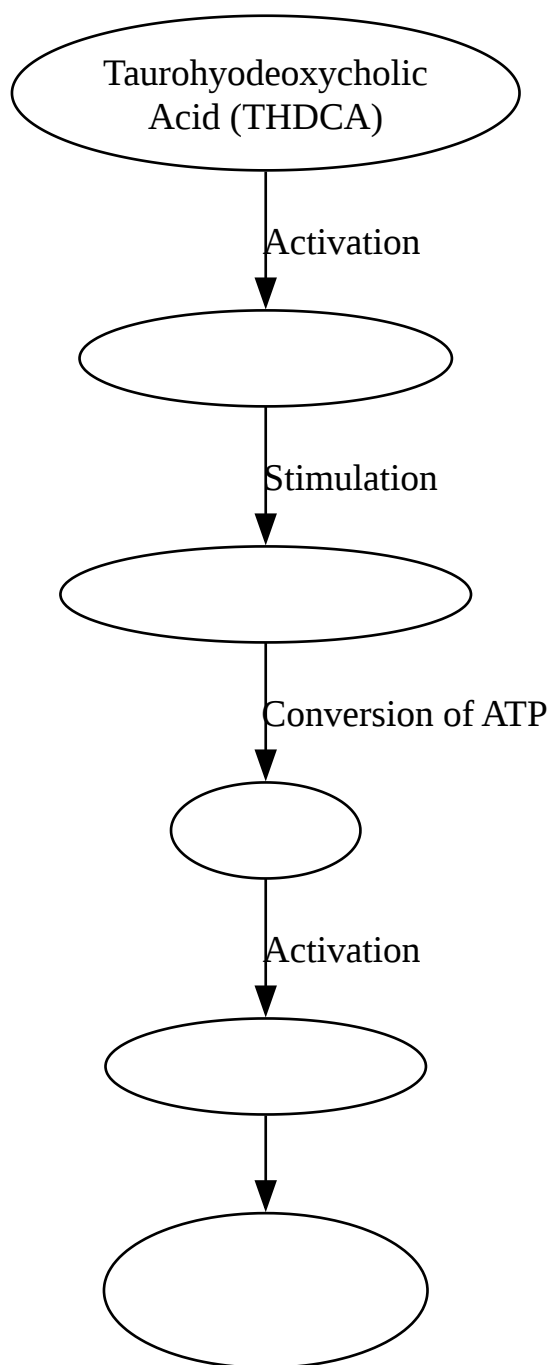 Taurohyodeoxycholic
Acid (THDCA)
Activation
Stimulation
Conversion of ATP
Activation